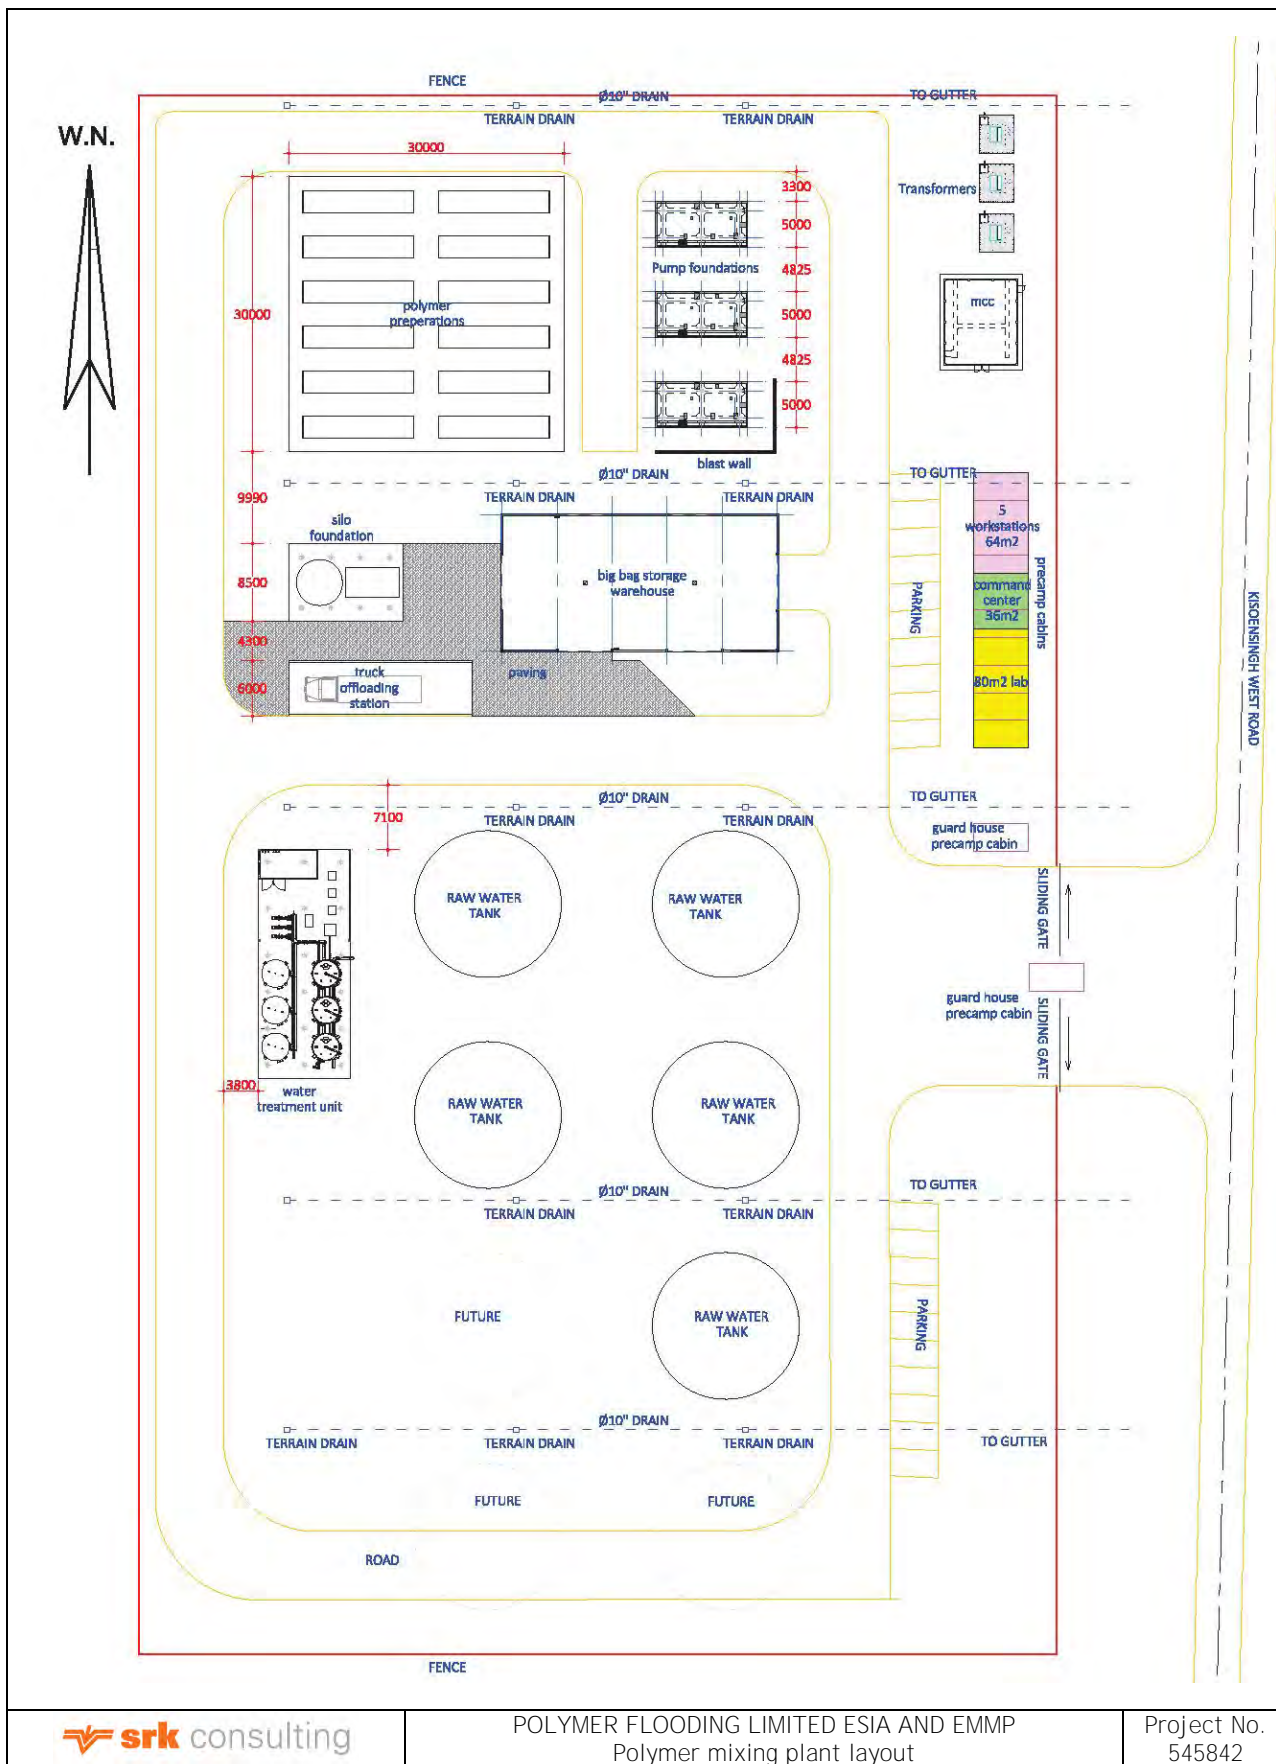 FENCE
Ø10" DRAIN
TO GUTTER
TERRAIN DRAIN
TERRAIN DRAIN
W.N.
30000
3300
Transformers
5000
Pump foundations
4825
30000
polymer
preperations
5000
mcc
4825
5000
blast wall
Ø10" DRAIN
TO GUTTER
9990
TERRAIN DRAIN
TERRAIN DRAIN
silo
foundation
5
workstations
64m2
8500
big bag storage
warehouse
command
center
36m2
precamp cabins
PARKING
KISOENSINGH WEST ROAD
4300
6000
truck
offloading
station
paving
80m2 lab
7100
Ø10" DRAIN
TO GUTTER
TERRAIN DRAIN
TERRAIN DRAIN
guard house
precamp cabin
RAW WATER
TANK
RAW WATER
TANK
SLIDING GATE
guard house
precamp cabin
SLIDING GATE
3800
water
treatment unit
RAW WATER
TANK
RAW WATER
TANK
Ø10" DRAIN
TO GUTTER
TERRAIN DRAIN
TERRAIN DRAIN
FUTURE
RAW WATER
TANK
PARKING
Ø10" DRAIN
TERRAIN DRAIN
TERRAIN DRAIN
TERRAIN DRAIN
TO GUTTER
FUTURE
FUTURE
ROAD
FENCE
srk consulting
POLYMER FLOODING LIMITED ESIA AND EMMP
Polymer mixing plant layout
Project No.
545842